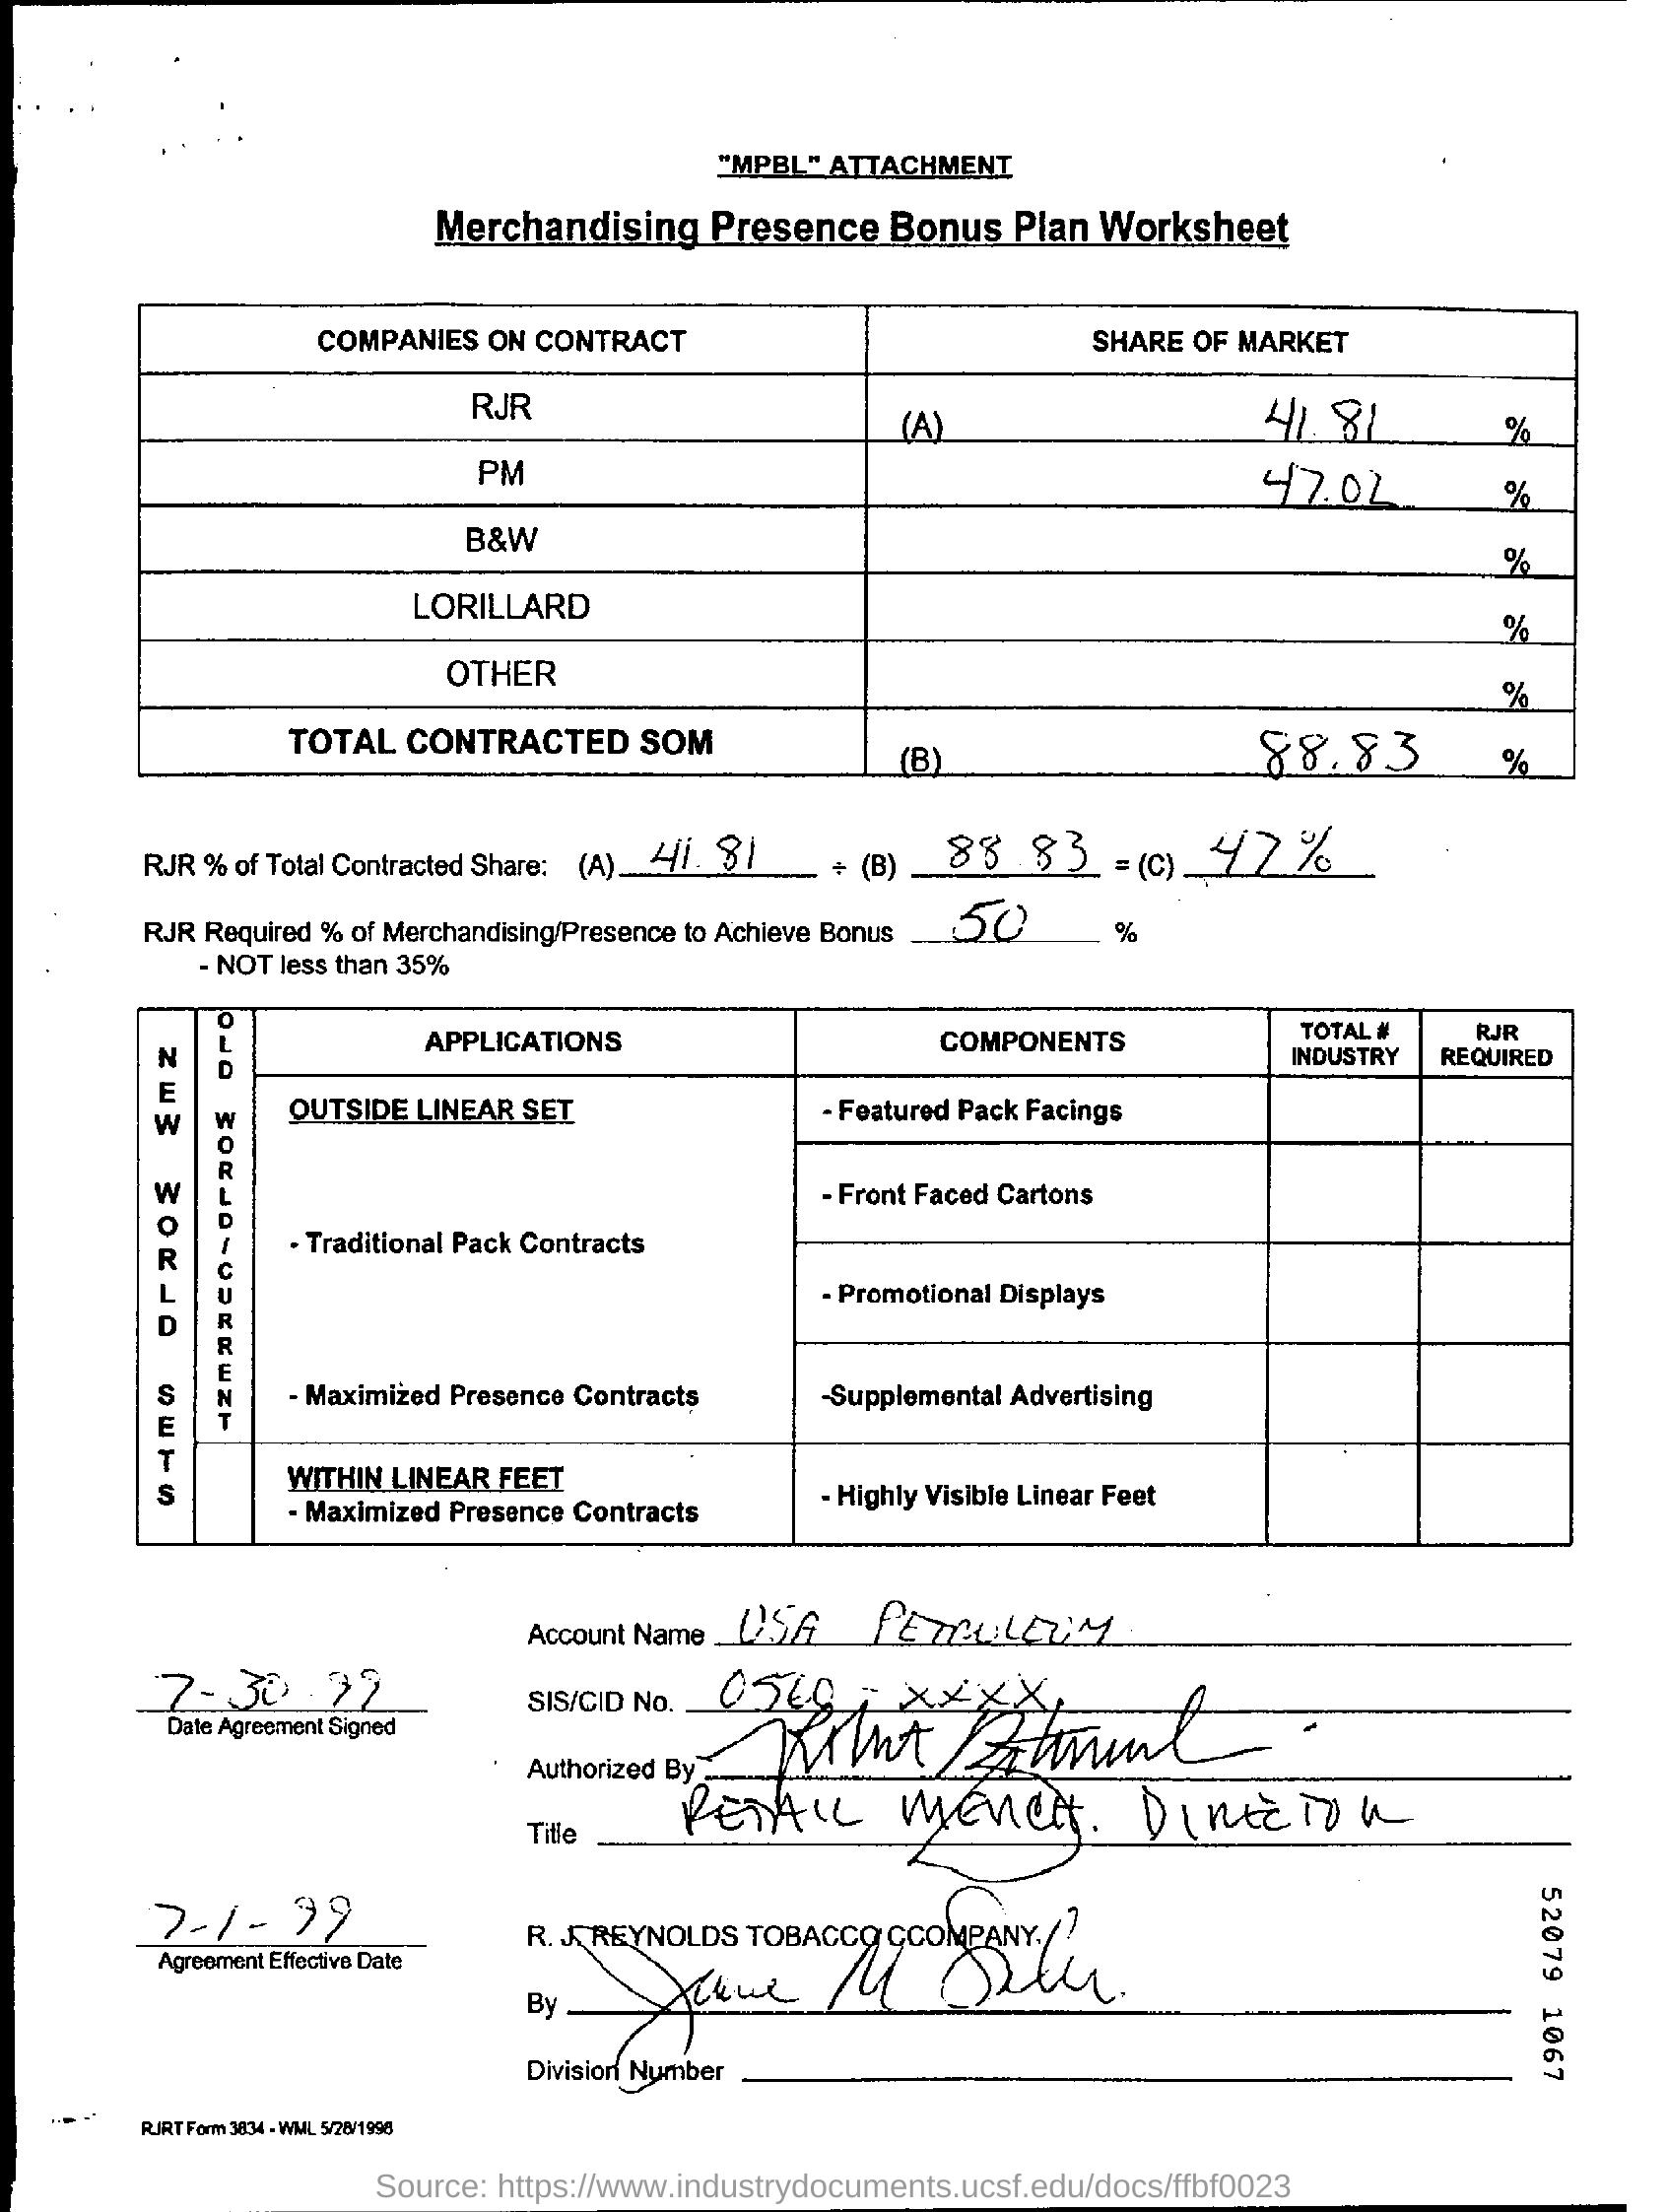 "MPBL" ATTACHMENT
Merchandising Presence Bonus Plan Worksheet
COMPANIES ON CONTRACT SHARE OF MARKET
RJR (A) 41.81 %
PM 47.02 %
B&W %
LORILLARD %
OTHER %
TOTAL CONTRACTED SOM (B) 88.83 %
RJR % of Total Contracted Share: (A) 41.81 ÷ (B) 88.83 = (C) 47%
RJR Required % of Merchandising/Presence to Achieve Bonus 50 %
- NOT less than 35%
NEW WORLD SETS
OLD WORLD/CURRENT
APPLICATIONS COMPONENTS TOTAL # INDUSTRY RJR REQUIRED
OUTSIDE LINEAR SET - Featured Pack Facings
- Front Faced Cartons
- Traditional Pack Contracts
- Promotional Displays
- Maximized Presence Contracts -Supplemental Advertising
WITHIN LINEAR FEET
- Maximized Presence Contracts - Highly Visible Linear Feet
Account Name USA PETROLEUM
7-30-99
Date Agreement Signed
SIS/CID No. 0560-XXXX
Authorized By
Title RETAIL MERCH. DIRECTOR
7-1-99
Agreement Effective Date
R. J. REYNOLDS TOBACCO CCOMPANY
By
Division Number
52079 1067
RJRT Form 3834 - WML 5/28/1998
Source: https://www.industrydocuments.ucsf.edu/docs/ffbf0023